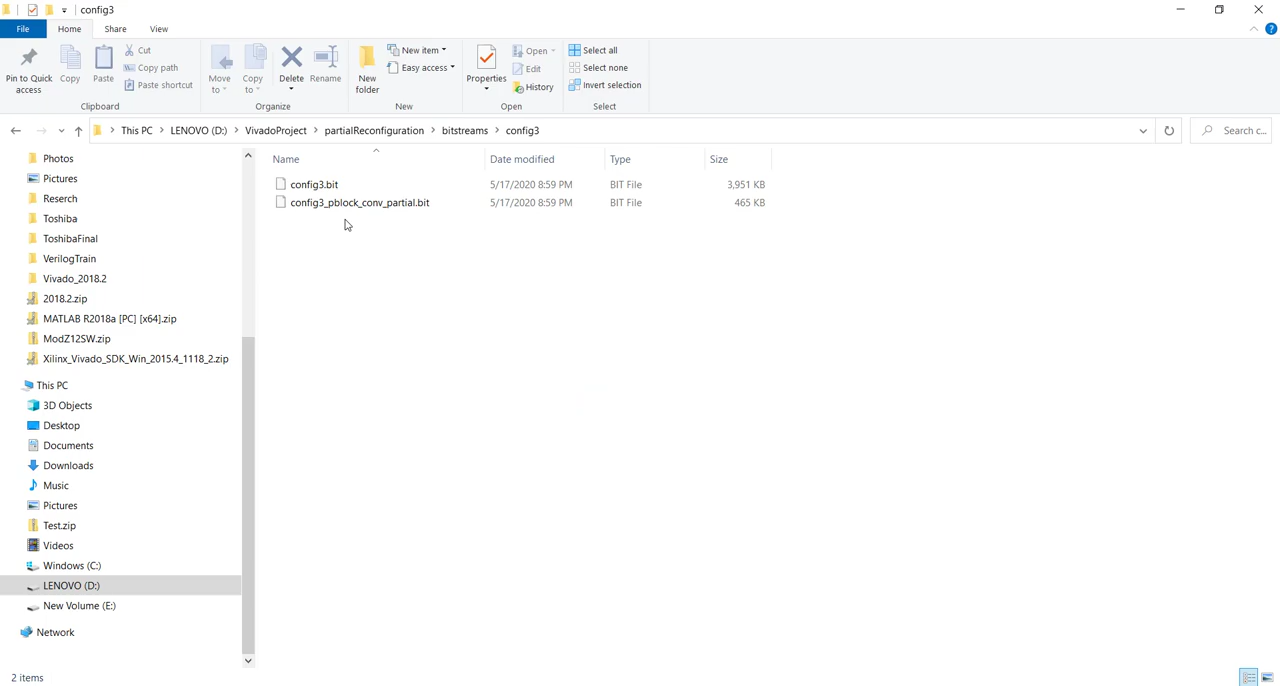 config3
File Home Share View
Pin to Quick access
Copy
Paste
Cut
Copy path
Paste shortcut
Clipboard
Move to
Copy to
Delete
Rename
Organize
New folder
New item
Easy access
New
Properties
Open
Edit
History
Open
Select all
Select none
Invert selection
Select
This PC LENOVO (D:) VivadoProject partialReconfiguration bitstreams config3
Search c...
Name Date modified Type Size
config3.bit 5/17/2020 8:59 PM BIT File 3,951 KB
config3_pblock_conv_partial.bit 5/17/2020 8:59 PM BIT File 465 KB
Photos
Pictures
Reserch
Toshiba
ToshibaFinal
VerilogTrain
Vivado_2018.2
2018.2.zip
MATLAB R2018a [PC] [x64].zip
ModZ12SW.zip
Xilinx_Vivado_SDK_Win_2015.4_1118_2.zip
This PC
3D Objects
Desktop
Documents
Downloads
Music
Pictures
Test.zip
Videos
Windows (C:)
LENOVO (D:)
New Volume (E:)
Network
2 items